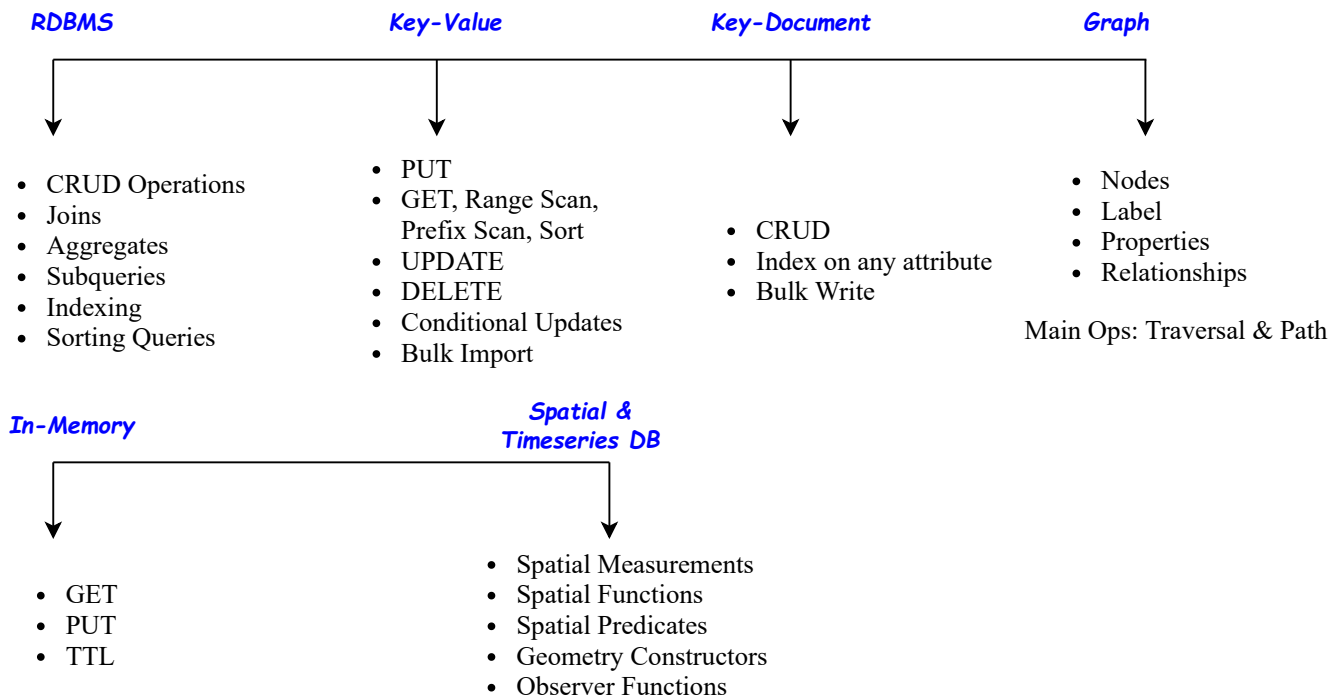 RDBMS
Key-Value
Key-Document
Graph
• CRUD Operations
• Joins
• Aggregates
• Subqueries
• Indexing
• Sorting Queries
• PUT
• GET, Range Scan,
Prefix Scan, Sort
• UPDATE
• DELETE
• Conditional Updates
• Bulk Import
• CRUD
• Index on any attribute
• Bulk Write
• Nodes
• Label
• Properties
• Relationships
Main Ops: Traversal & Path
In-Memory
Spatial &
Timeseries DB
• GET
• PUT
• TTL
• Spatial Measurements
• Spatial Functions
• Spatial Predicates
• Geometry Constructors
• Observer Functions